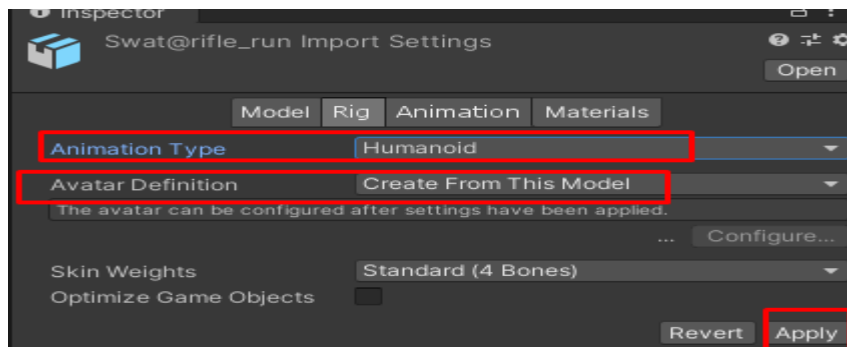 Inspector
Swat@rifle_run Import Settings
Open
Model Rig Animation Materials
Animation Type Humanoid
Avatar Definition Create From This Model
The avatar can be configured after settings have been applied.
... Configure...
Skin Weights Standard (4 Bones)
Optimize Game Objects
Revert Apply